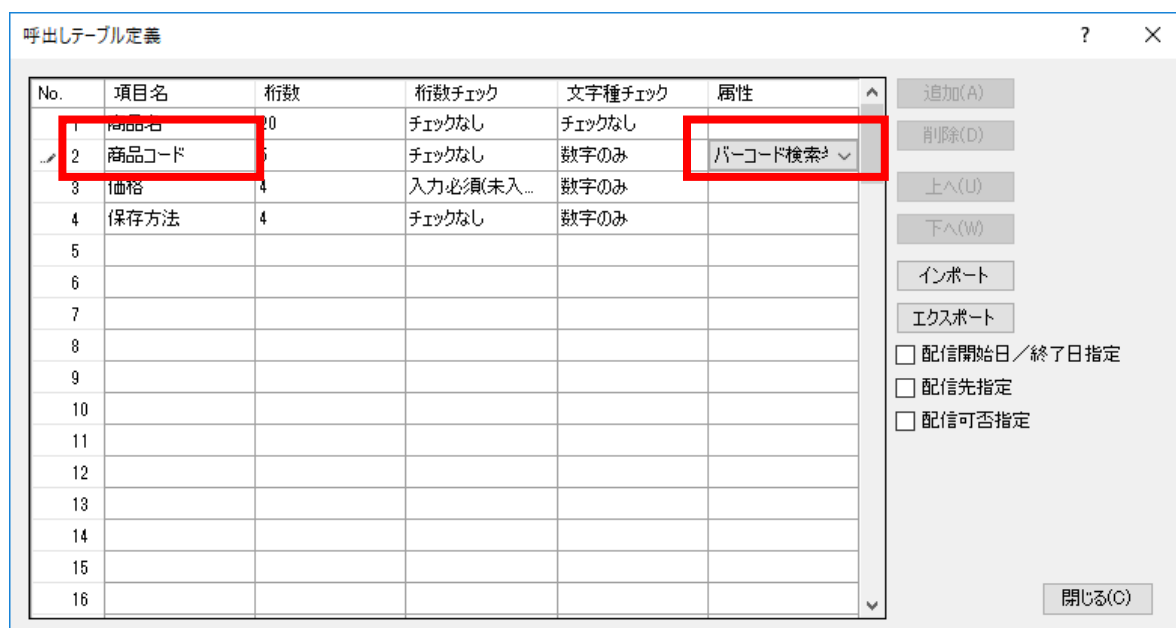 呼出しテーブル定義 ? ×
No. 項目名 桁数 桁数チェック 文字種チェック 属性
1 商品名 20 チェックなし チェックなし
2 商品コード 5 チェックなし 数字のみ バーコード検索
3 価格 4 入力必須(未入... 数字のみ
4 保存方法 4 チェックなし 数字のみ
5
6
7
8
9
10
11
12
13
14
15
16
追加(A)
削除(D)
上へ(U)
下へ(W)
インポート
エクスポート
配信開始日/終了日指定
配信先指定
配信可否指定
閉じる(C)